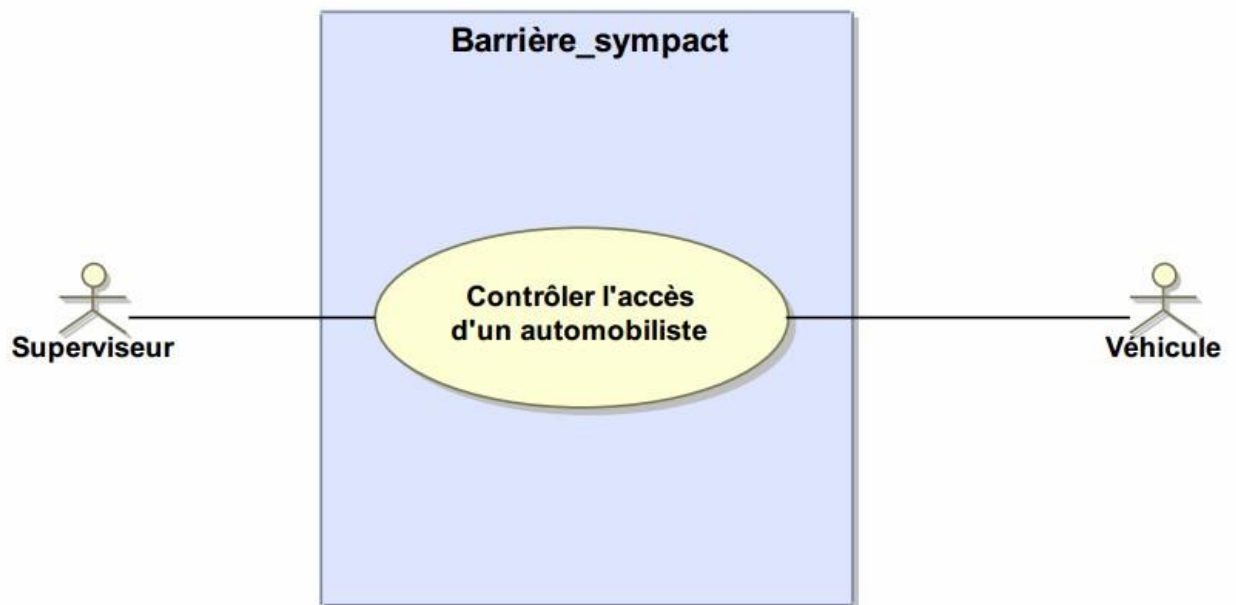 Barrière_sympact
Contrôler l'accès
d'un automobiliste
Superviseur
Véhicule